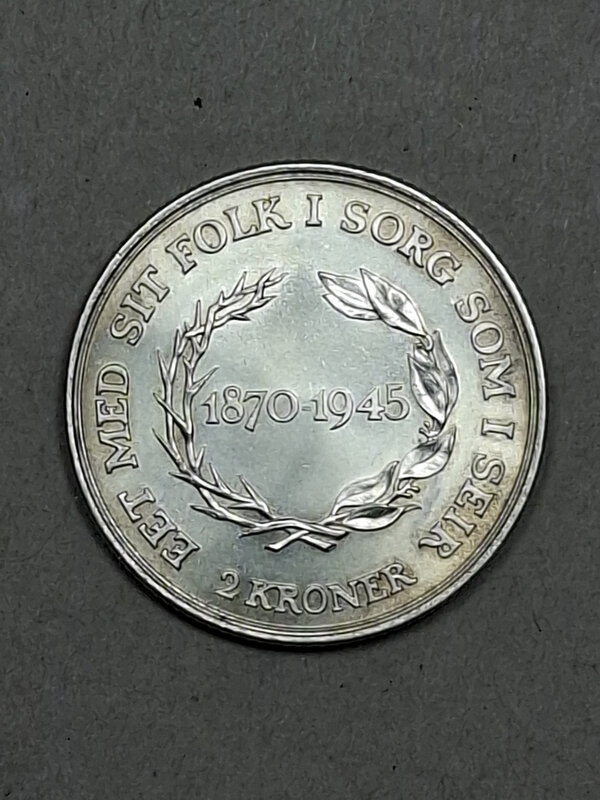 EET MED SIT FOLK I SORG SOM I SEIR
1870-1945
2 KRONER